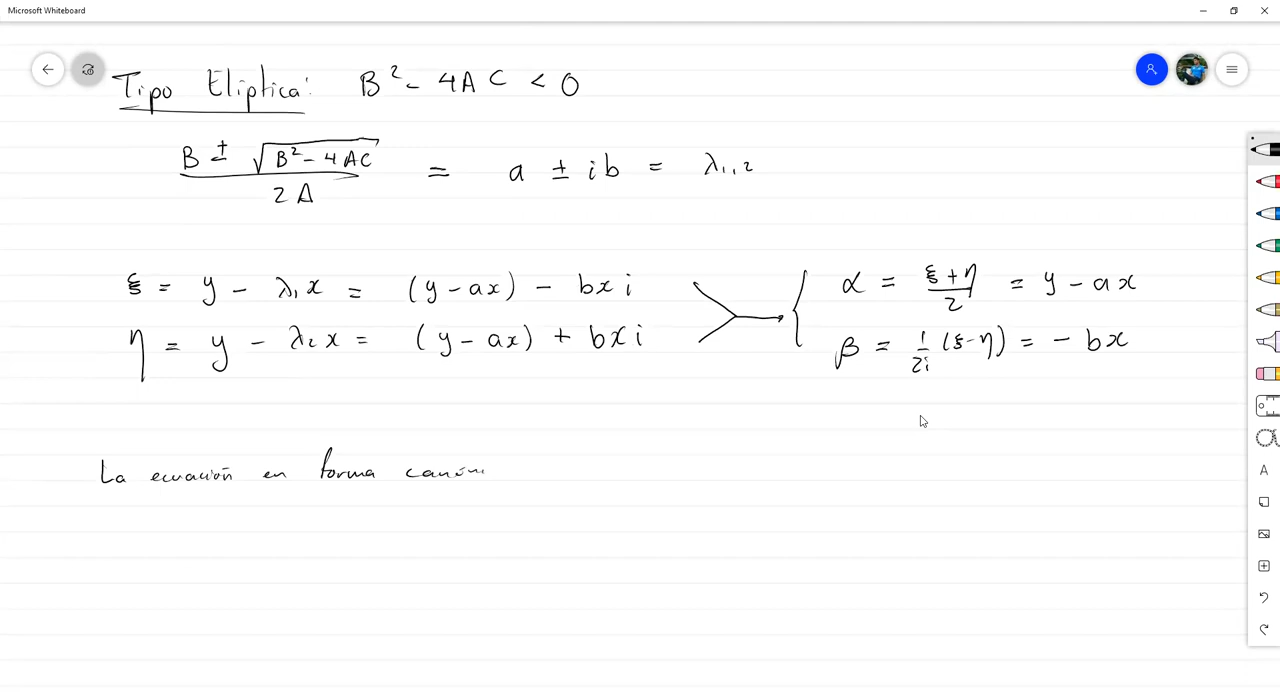 Microsoft Whiteboard
Tipo Elíptica: B² - 4AC < 0
B ± √(B² - 4AC) / 2A = a ± ib = λ₁,₂
ξ = y - λ₁x = (y - ax) - bxi
η = y - λ₂x = (y - ax) + bxi
α = (ξ + η)/2 = y - ax
β = 1/2i (ξ - η) = - bx
La ecuación en forma canón
A